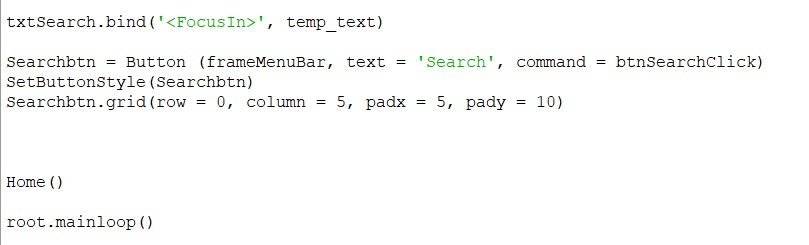 txtSearch.bind('<FocusIn>', temp_text)
Searchbtn = Button (frameMenuBar, text = 'Search', command = btnSearchClick)
SetButtonStyle(Searchbtn)
Searchbtn.grid(row = 0, column = 5, padx = 5, pady = 10)
Home()
root.mainloop()